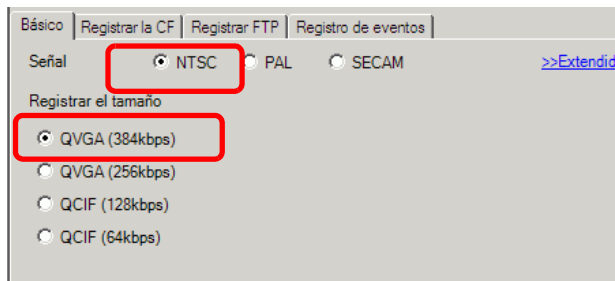 Básico Registrar la CF Registrar FTP Registro de eventos
Señal NTSC PAL SECAM >>Extendid
Registrar el tamaño
QVGA (384kbps)
QVGA (256kbps)
QCIF (128kbps)
QCIF (64kbps)